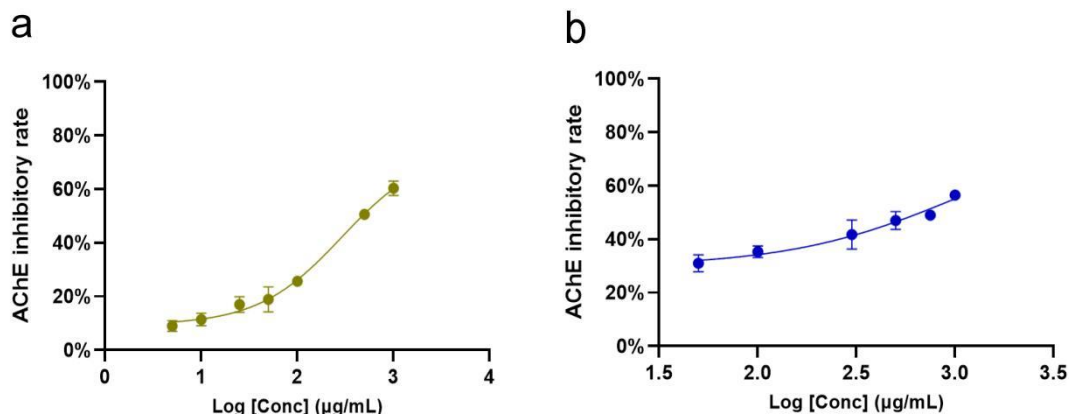 a
AChE inhibitory rate
100%
80%
60%
40%
20%
0%
0 1 2 3 4
Log [Conc] (µg/mL)
b
AChE inhibitory rate
100%
80%
60%
40%
20%
0%
1.5 2.0 2.5 3.0 3.5
Log [Conc] (µg/mL)